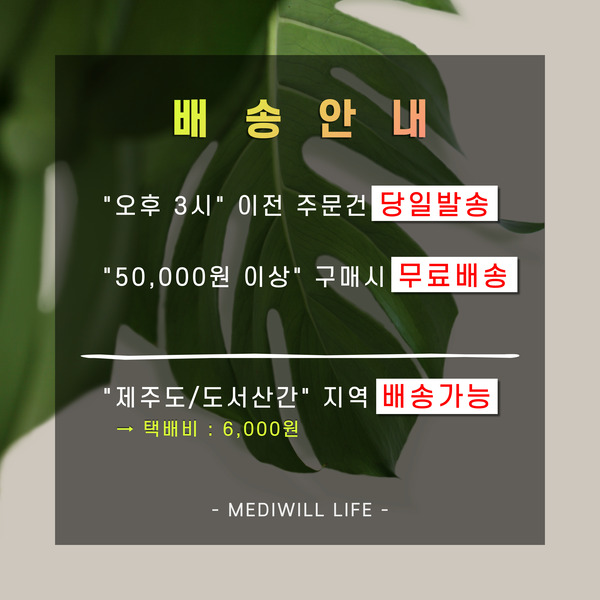 배송안내
"오후 3시" 이전 주문건 당일발송
"50,000원 이상" 구매시 무료배송
"제주도/도서산간" 지역 배송가능
→ 택배비 : 6,000원
- MEDIWILL LIFE -